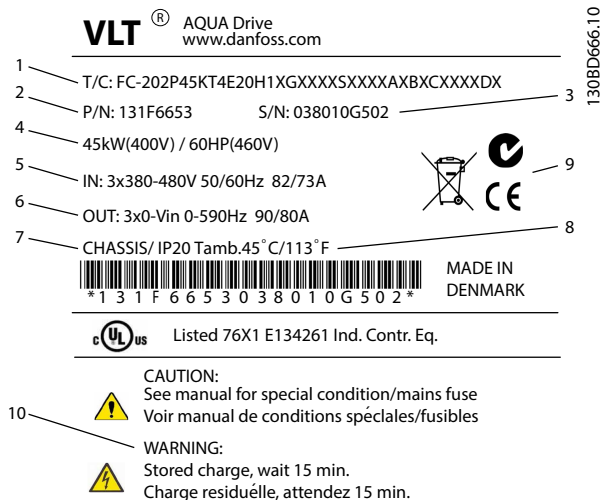 VLT ® AQUA Drive
www.danfoss.com
130BD666.10
1
T/C: FC-202P45KT4E20H1XGXXXXSXXXXAXBXCXXXXDX
2
P/N: 131F6653 S/N: 038010G502
3
4
45kW(400V) / 60HP(460V)
5
IN: 3x380-480V 50/60Hz 82/73A
6
OUT: 3x0-Vin 0-590Hz 90/80A
7
CHASSIS/ IP20 Tamb.45˚C/113˚F
8
9
CE
*131F6653038010G502*
MADE IN
DENMARK
c UL us Listed 76X1 E134261 Ind. Contr. Eq.
CAUTION:
See manual for special condition/mains fuse
Voir manual de conditions spéclales/fusibles
10
WARNING:
Stored charge, wait 15 min.
Charge residuélle, attendez 15 min.